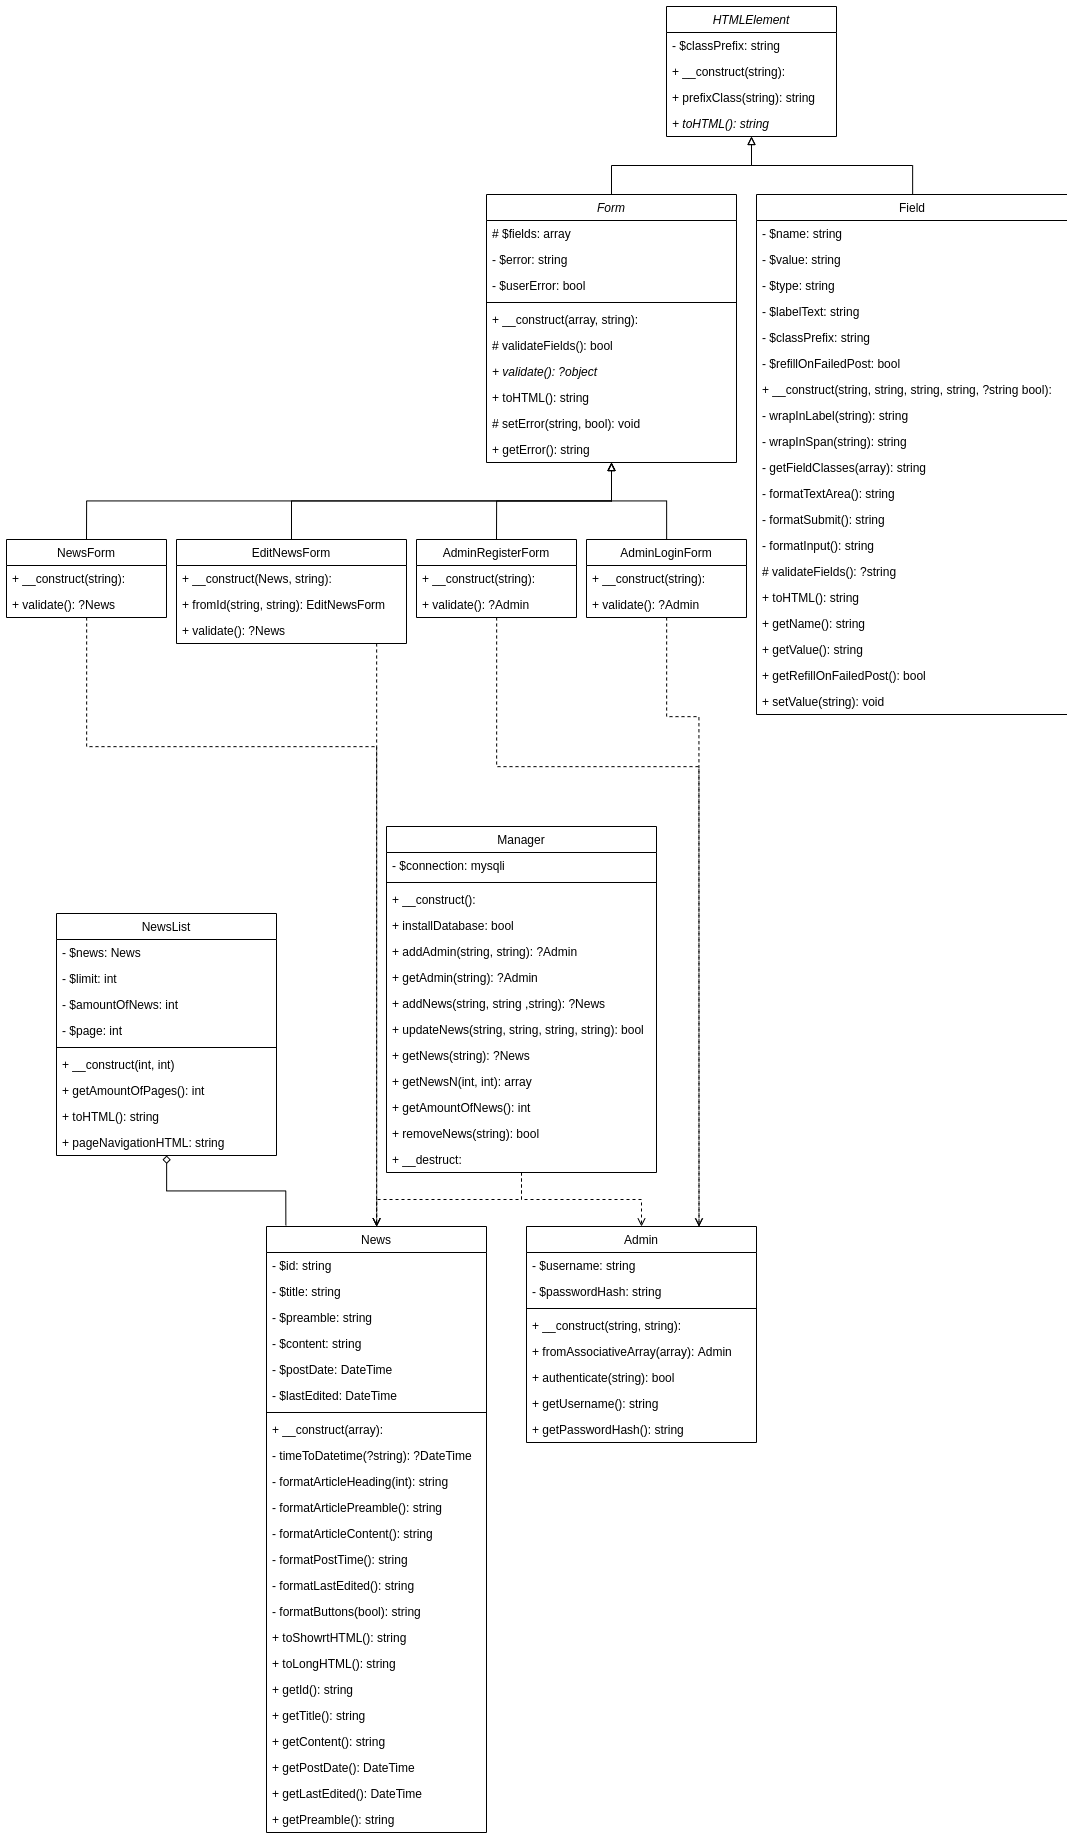 HTMLElement
- $classPrefix: string
+ __construct(string):
+ prefixClass(string): string
+ toHTML(): string
Form
# $fields: array
- $error: string
- $userError: bool
+ __construct(array, string):
# validateFields(): bool
+ validate(): ?object
+ toHTML(): string
# setError(string, bool): void
+ getError(): string
Field
- $name: string
- $value: string
- $type: string
- $labelText: string
- $classPrefix: string
- $refillOnFailedPost: bool
+ __construct(string, string, string, string, ?string bool):
- wrapInLabel(string): string
- wrapInSpan(string): string
- getFieldClasses(array): string
- formatTextArea(): string
- formatSubmit(): string
- formatInput(): string
# validateFields(): ?string
+ toHTML(): string
+ getName(): string
+ getValue(): string
+ getRefillOnFailedPost(): bool
+ setValue(string): void
NewsForm
+ __construct(string):
+ validate(): ?News
EditNewsForm
+ __construct(News, string):
+ fromId(string, string): EditNewsForm
+ validate(): ?News
AdminRegisterForm
+ __construct(string):
+ validate(): ?Admin
AdminLoginForm
+ __construct(string):
+ validate(): ?Admin
Manager
- $connection: mysqli
+ __construct():
+ installDatabase: bool
+ addAdmin(string, string): ?Admin
+ getAdmin(string): ?Admin
+ addNews(string, string ,string): ?News
+ updateNews(string, string, string, string): bool
+ getNews(string): ?News
+ getNewsN(int, int): array
+ getAmountOfNews(): int
+ removeNews(string): bool
+ __destruct:
NewsList
- $news: News
- $limit: int
- $amountOfNews: int
- $page: int
+ __construct(int, int)
+ getAmountOfPages(): int
+ toHTML(): string
+ pageNavigationHTML: string
News
- $id: string
- $title: string
- $preamble: string
- $content: string
- $postDate: DateTime
- $lastEdited: DateTime
+ __construct(array):
- timeToDatetime(?string): ?DateTime
- formatArticleHeading(int): string
- formatArticlePreamble(): string
- formatArticleContent(): string
- formatPostTime(): string
- formatLastEdited(): string
- formatButtons(bool): string
+ toShowrtHTML(): string
+ toLongHTML(): string
+ getId(): string
+ getTitle(): string
+ getContent(): string
+ getPostDate(): DateTime
+ getLastEdited(): DateTime
+ getPreamble(): string
Admin
- $username: string
- $passwordHash: string
+ __construct(string, string):
+ fromAssociativeArray(array): Admin
+ authenticate(string): bool
+ getUsername(): string
+ getPasswordHash(): string